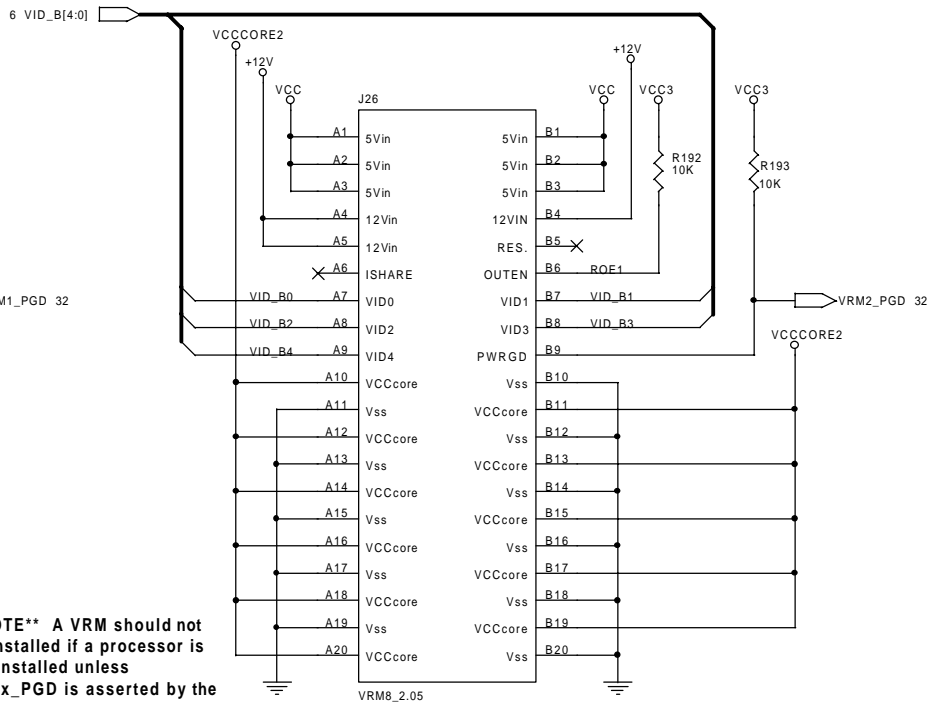 6 VID_B[4:0]
VCCCORE2
+12V
VCC
J26
+12V
VCC
VCC3
VCC3
R192
10K
R193
10K
A1 5Vin 5Vin B1
A2 5Vin 5Vin B2
A3 5Vin 5Vin B3
A4 12Vin 12VIN B4
A5 12Vin RES. B5
A6 ISHARE OUTEN B6 ROE1
M1_PGD 32
VID_B0 A7 VID0 VID1 B7 VID_B1
VRM2_PGD 32
VID_B2 A8 VID2 VID3 B8 VID_B3
VCCCORE2
VID_B4 A9 VID4 PWRGD B9
A10 VCCcore Vss B10
A11 Vss VCCcore B11
A12 VCCcore Vss B12
A13 Vss VCCcore B13
A14 VCCcore Vss B14
A15 Vss VCCcore B15
A16 VCCcore Vss B16
A17 Vss VCCcore B17
A18 VCCcore Vss B18
A19 Vss VCCcore B19
A20 VCCcore Vss B20
VRM8_2.05
OTE** A VRM should not
nstalled if a processor is
nstalled unless
x_PGD is asserted by the